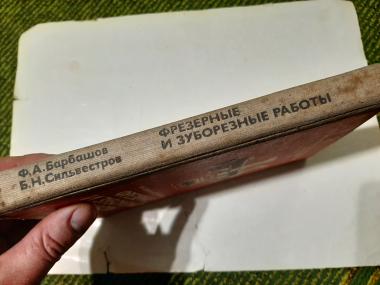 Ф.А.Барбашов
Б.Н.Сильвестров
ФРЕЗЕРНЫЕ
И ЗУБОРЕЗНЫЕ РАБОТЫ